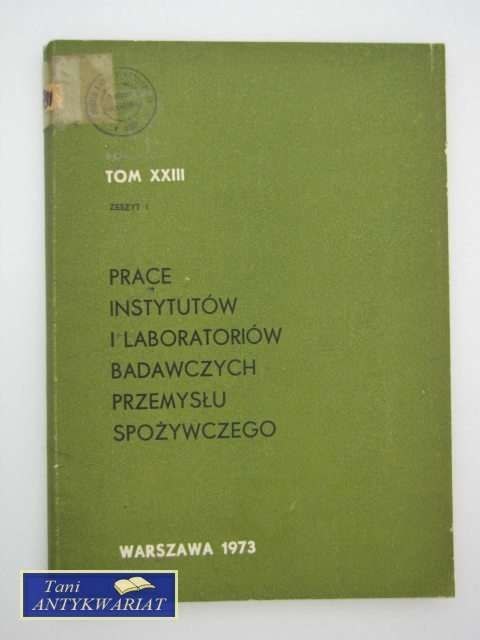 TOM XXIII
ZESZYT 1
PRACE
INSTYTUTÓW
I LABORATORIÓW
BADAWCZYCH
PRZEMYSŁU
SPOŻYWCZEGO
WARSZAWA 1973
Tani
ANTYKWARIAT